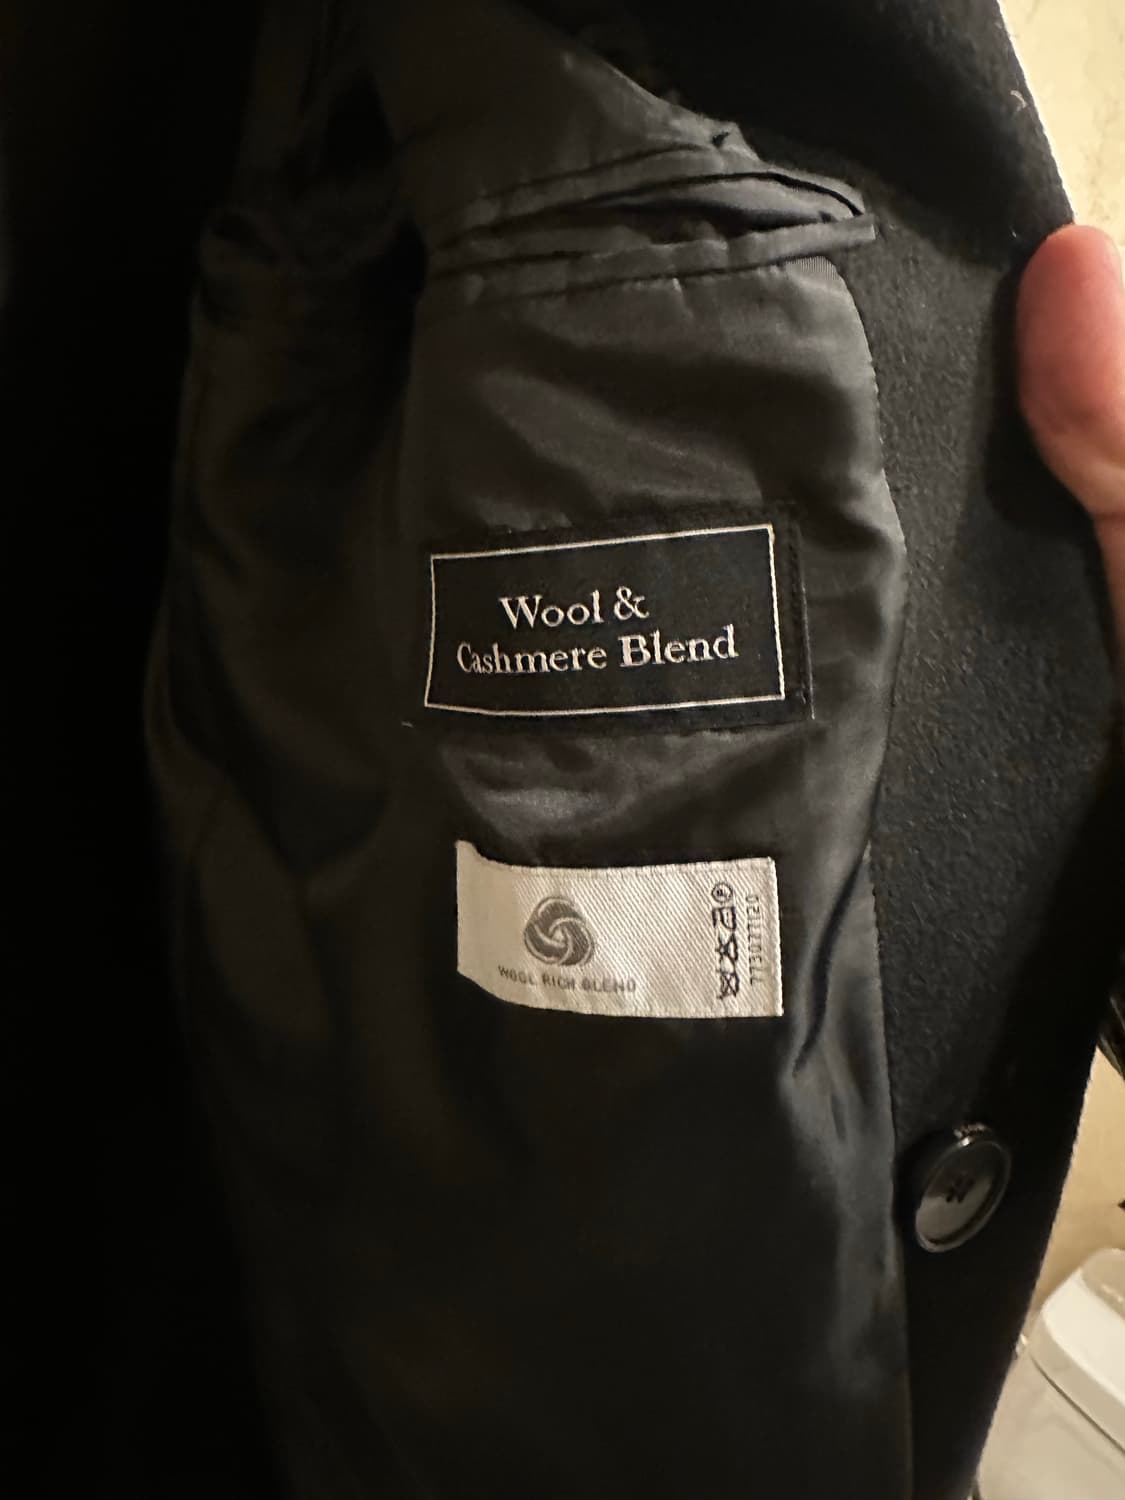 Wool &
Cashmere Blend
WOOL RICH BLEND